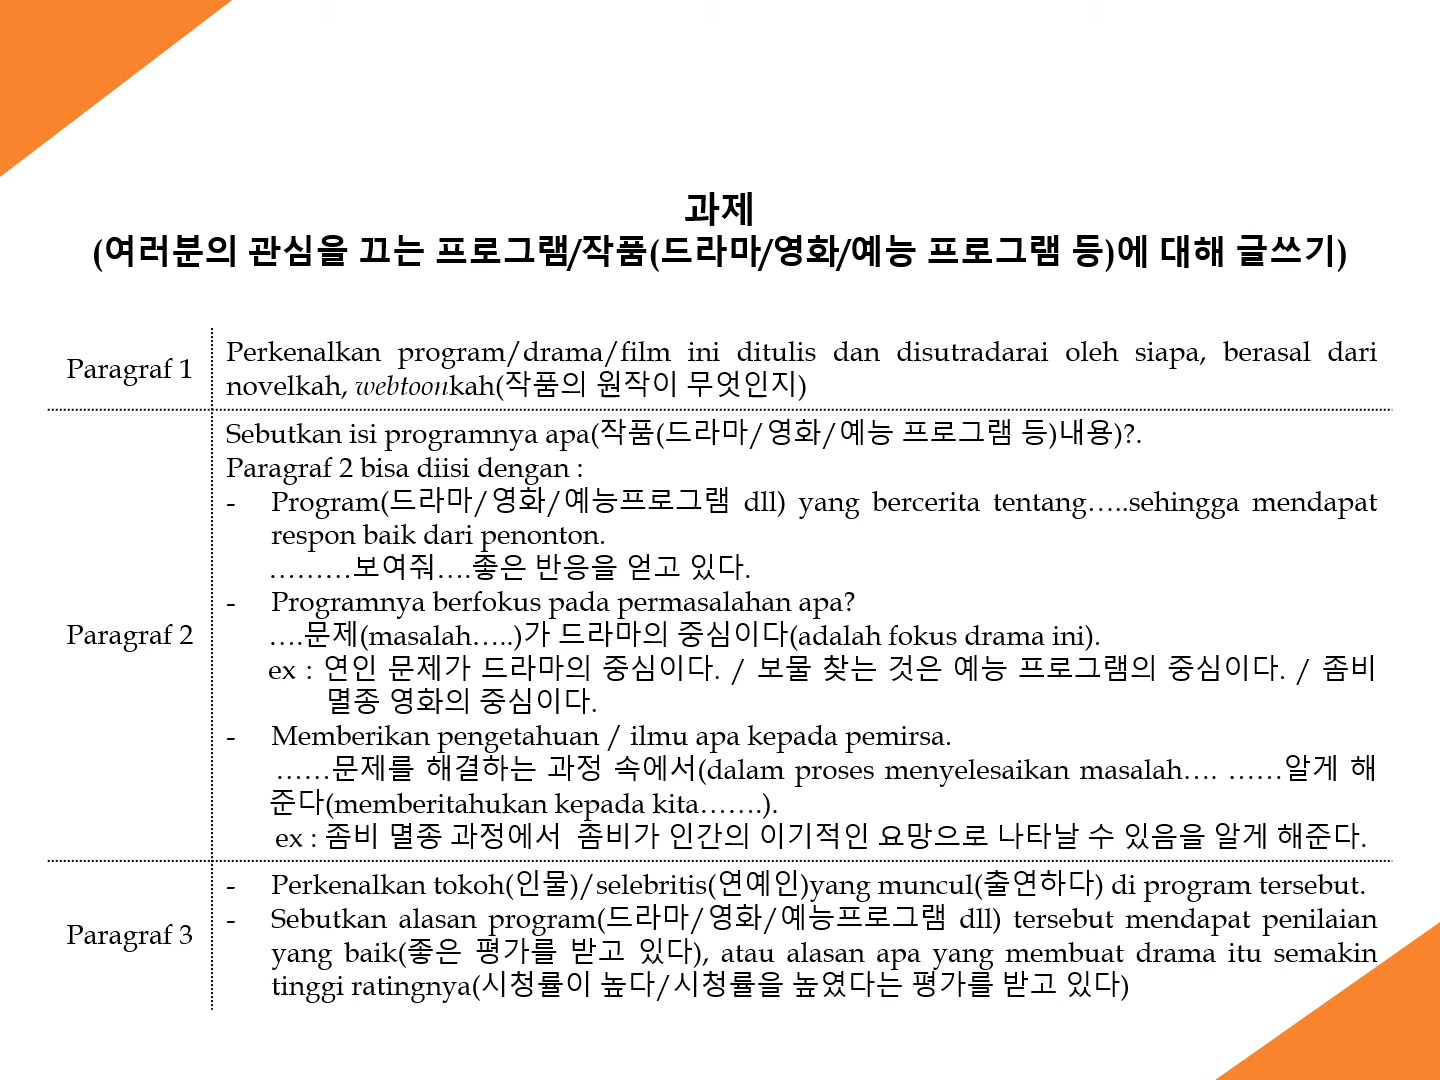 과제
(여러분의 관심을 끄는 프로그램/작품(드라마/영화/예능 프로그램 등)에 대해 글쓰기)
Paragraf 1
Perkenalkan program/drama/film ini ditulis dan disutradarai oleh siapa, berasal dari
novelkah, webtoonkah(작품의 원작이 무엇인지)
Paragraf 2
Sebutkan isi programnya apa(작품(드라마/영화/예능 프로그램 등)내용)?.
Paragraf 2 bisa diisi dengan :
- Program(드라마/영화/예능프로그램 dll) yang bercerita tentang…..sehingga mendapat
respon baik dari penonton.
………보여줘….좋은 반응을 얻고 있다.
- Programnya berfokus pada permasalahan apa?
….문제(masalah…..)가 드라마의 중심이다(adalah fokus drama ini).
ex : 연인 문제가 드라마의 중심이다. / 보물 찾는 것은 예능 프로그램의 중심이다. / 좀비
멸종 영화의 중심이다.
- Memberikan pengetahuan / ilmu apa kepada pemirsa.
……문제를 해결하는 과정 속에서(dalam proses menyelesaikan masalah…. ……알게 해
준다(memberitahukan kepada kita…….).
ex : 좀비 멸종 과정에서 좀비가 인간의 이기적인 요망으로 나타날 수 있음을 알게 해준다.
Paragraf 3
- Perkenalkan tokoh(인물)/selebritis(연예인)yang muncul(출연하다) di program tersebut.
- Sebutkan alasan program(드라마/영화/예능프로그램 dll) tersebut mendapat penilaian
yang baik(좋은 평가를 받고 있다), atau alasan apa yang membuat drama itu semakin
tinggi ratingnya(시청률이 높다/시청률을 높였다는 평가를 받고 있다)